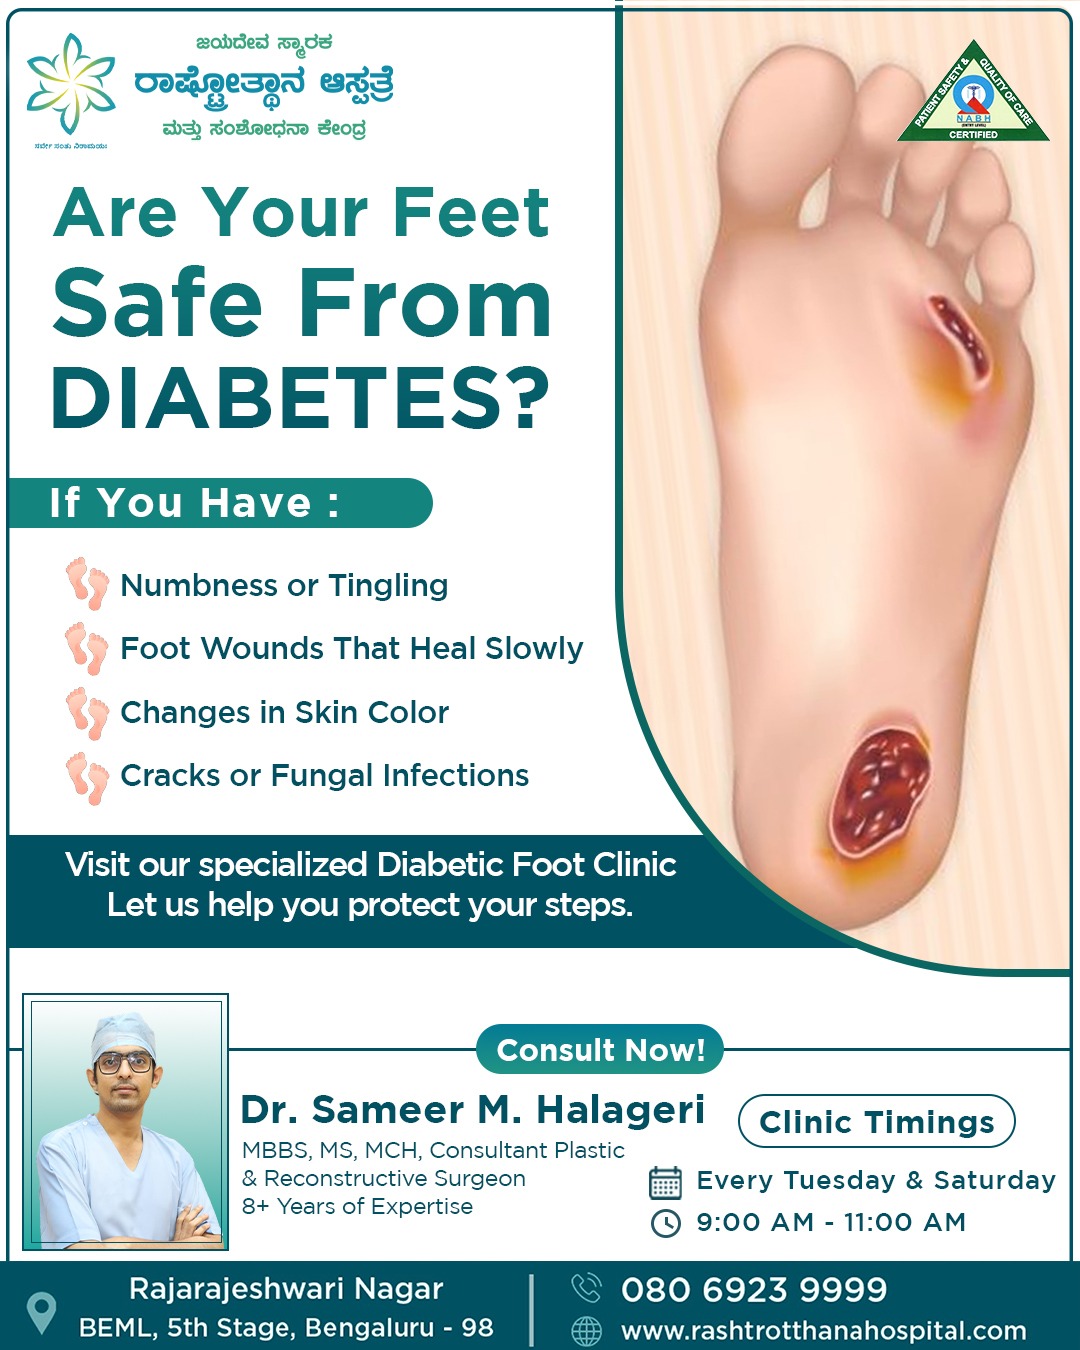 ಜಯದೇವ ಸ್ಮಾರಕ
ರಾಷ್ಟ್ರೋತ್ಥಾನ ಆಸ್ಪತ್ರೆ
ಮತ್ತು ಸಂಶೋಧನಾ ಕೇಂದ್ರ
ಸರ್ವೇ ಸಂತು ನಿರಾಮಯಃ
PATIENT SAFETY & QUALITY OF CARE
NABH
(ENTRY LEVEL)
CERTIFIED
Are Your Feet
Safe From
DIABETES?
If You Have :
Numbness or Tingling
Foot Wounds That Heal Slowly
Changes in Skin Color
Cracks or Fungal Infections
Visit our specialized Diabetic Foot Clinic
Let us help you protect your steps.
Consult Now!
Dr. Sameer M. Halageri
MBBS, MS, MCH, Consultant Plastic
& Reconstructive Surgeon
8+ Years of Expertise
Clinic Timings
Every Tuesday & Saturday
9:00 AM - 11:00 AM
Rajarajeshwari Nagar
BEML, 5th Stage, Bengaluru - 98
080 6923 9999
www.rashtrotthanahospital.com